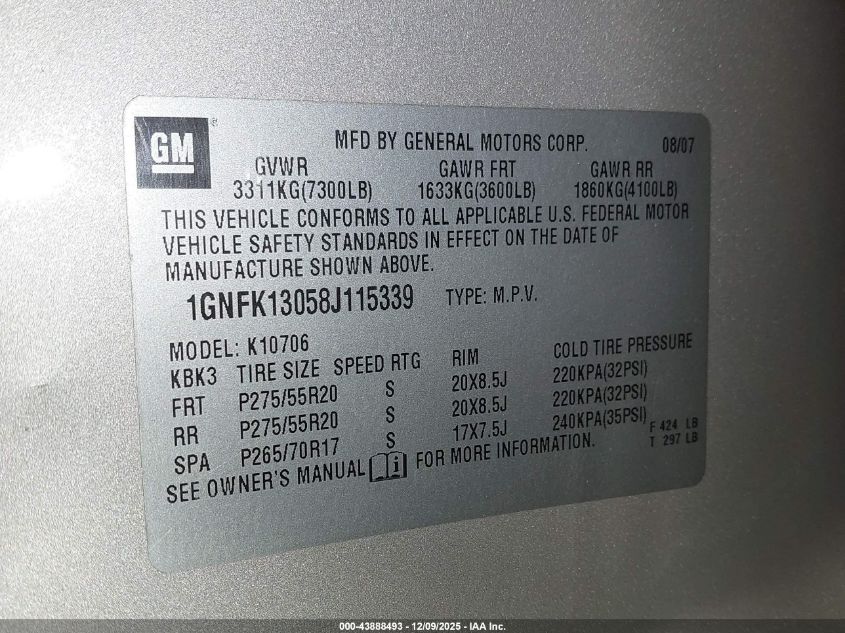 GM
MFD BY GENERAL MOTORS CORP. 08/07
GVWR GAWR FRT GAWR RR
3311KG(7300LB) 1633KG(3600LB) 1860KG(4100LB)
THIS VEHICLE CONFORMS TO ALL APPLICABLE U.S. FEDERAL MOTOR
VEHICLE SAFETY STANDARDS IN EFFECT ON THE DATE OF
MANUFACTURE SHOWN ABOVE.
1GNFK13058J115339 TYPE: M.P.V.
MODEL: K10706
KBK3 TIRE SIZE SPEED RTG RIM COLD TIRE PRESSURE
FRT P275/55R20 S 20X8.5J 220KPA(32PSI)
RR P275/55R20 S 20X8.5J 220KPA(32PSI)
SPA P265/70R17 S 17X7.5J 240KPA(35PSI)
F 424 LB
T 297 LB
SEE OWNER'S MANUAL FOR MORE INFORMATION.
000-43888493 - 12/09/2025 - IAA Inc.